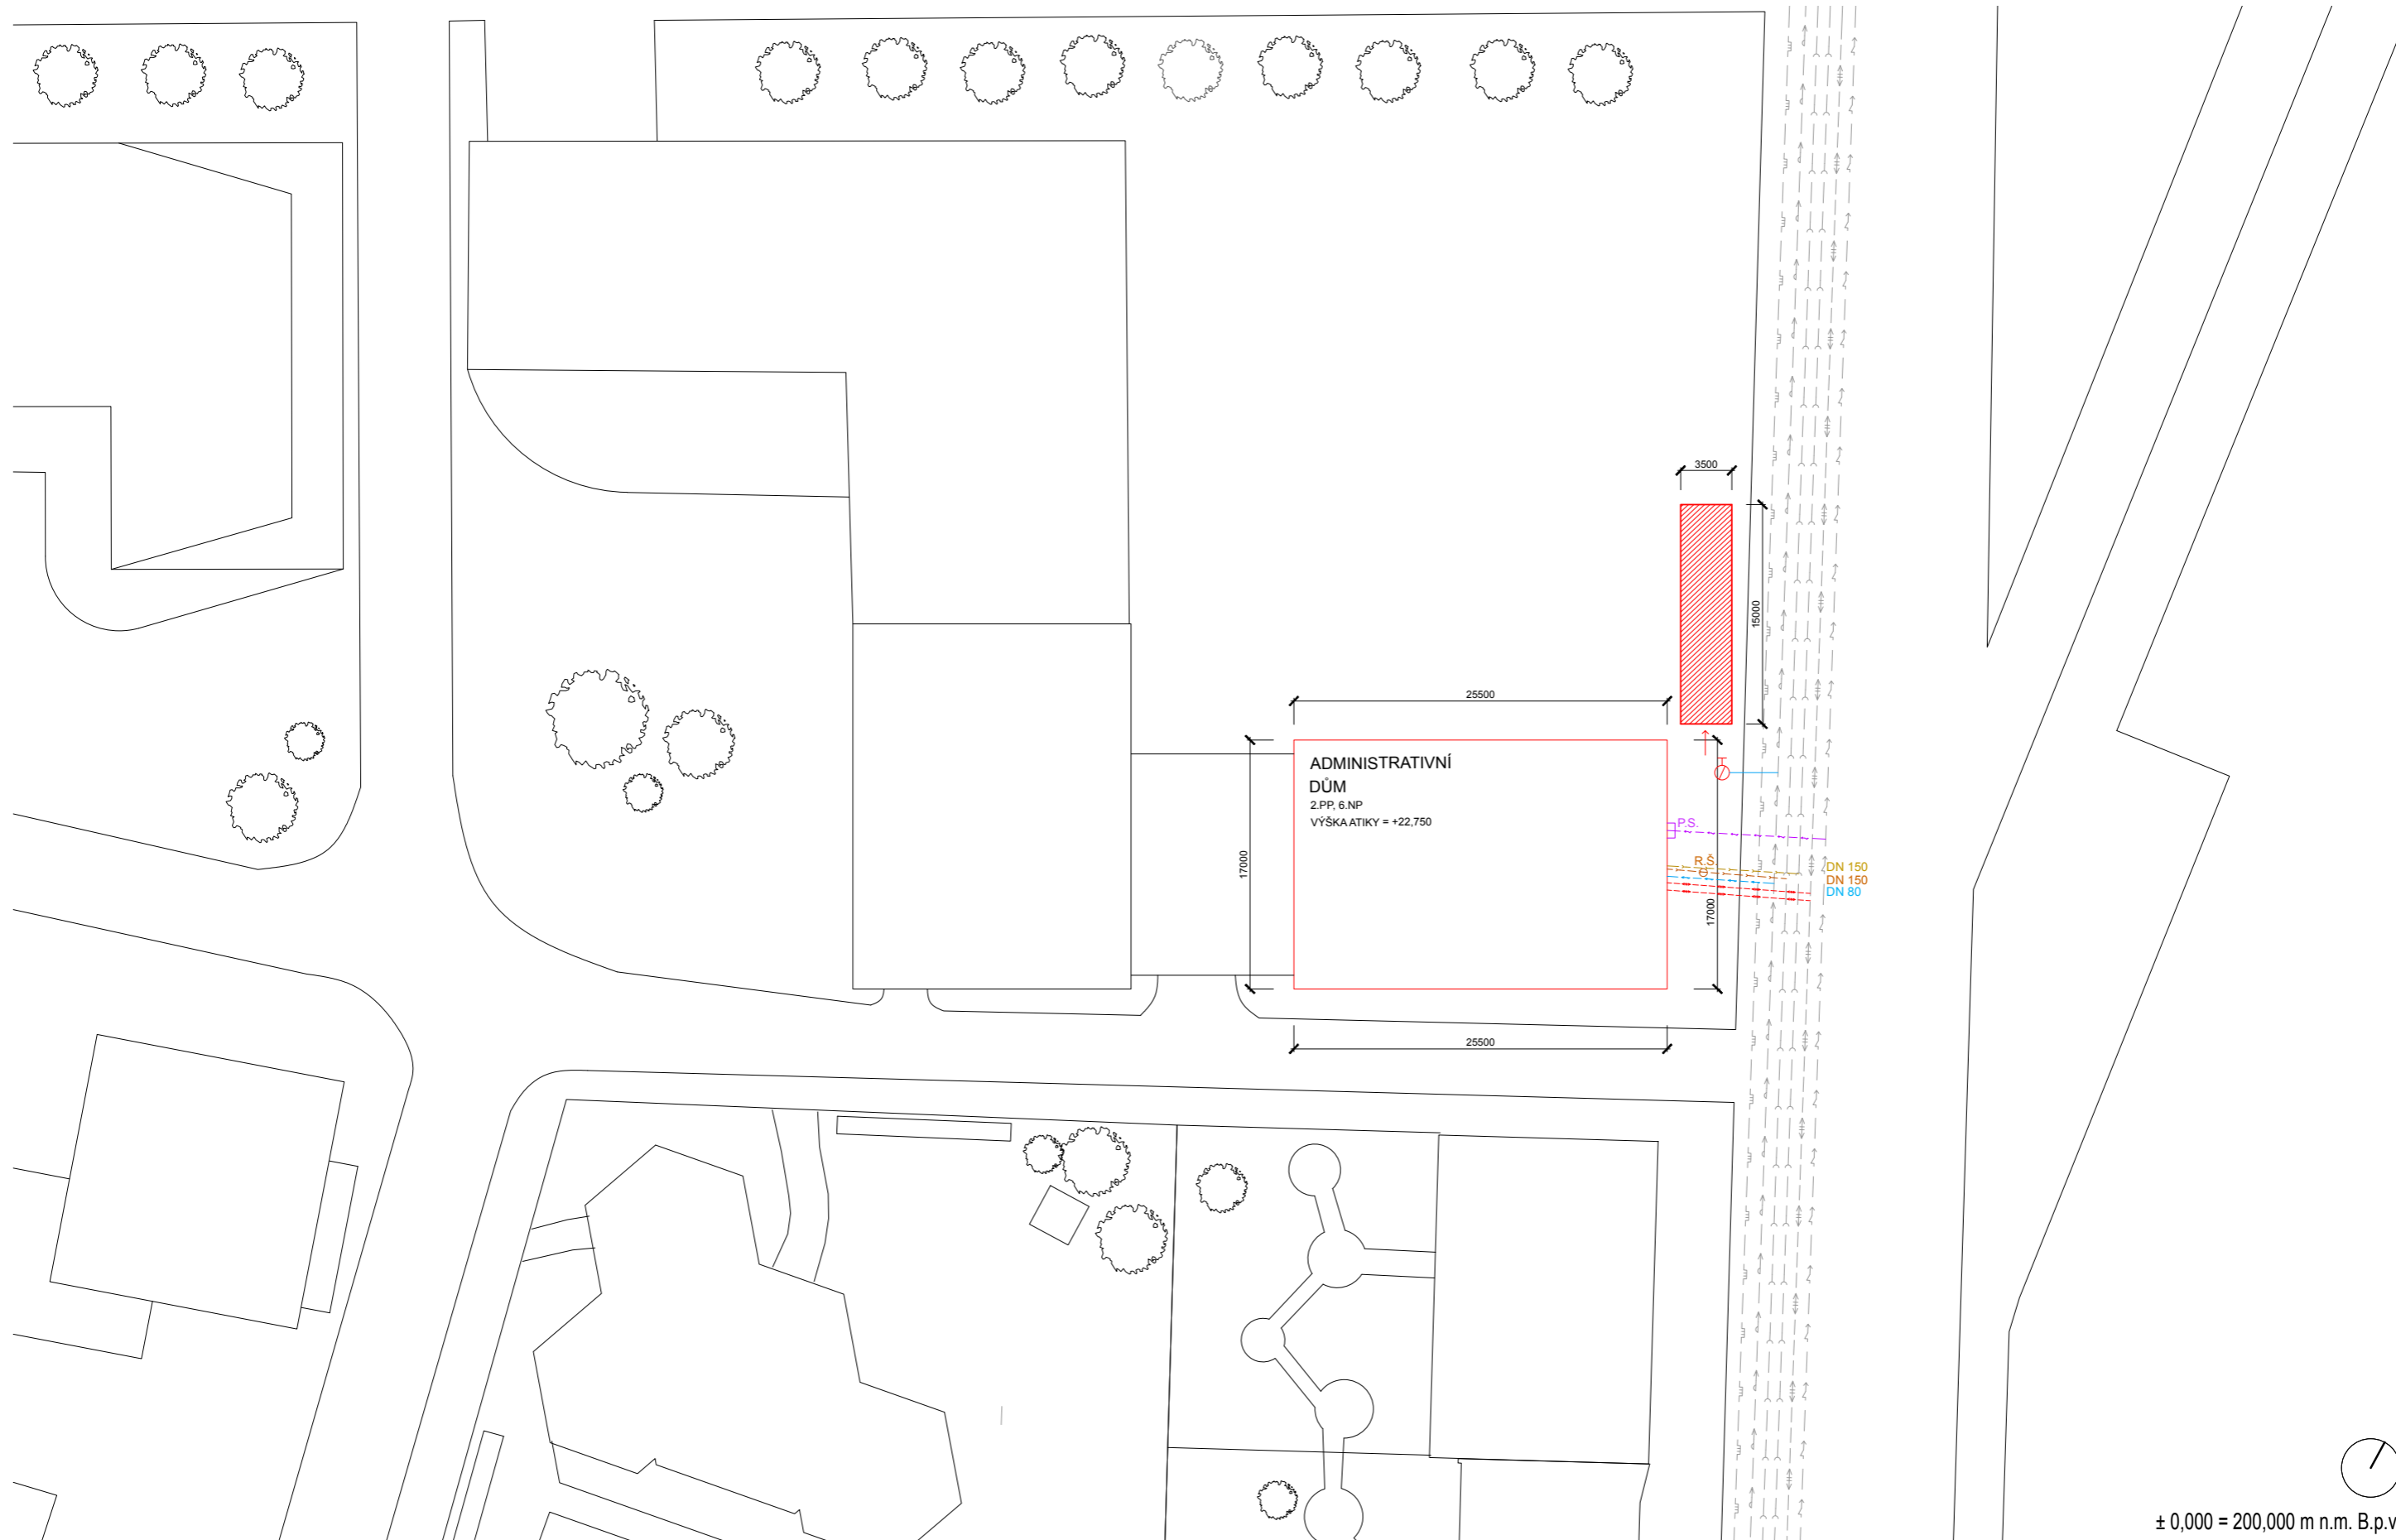 3500
15000
25500
ADMINISTRATIVNÍ
DŮM
2.PP, 6.NP
VÝŠKA ATIKY = +22,750
17000
P.S.
R.Š.
DN 150
DN 150
DN 80
17000
25500
± 0,000 = 200,000 m n.m. B.p.v